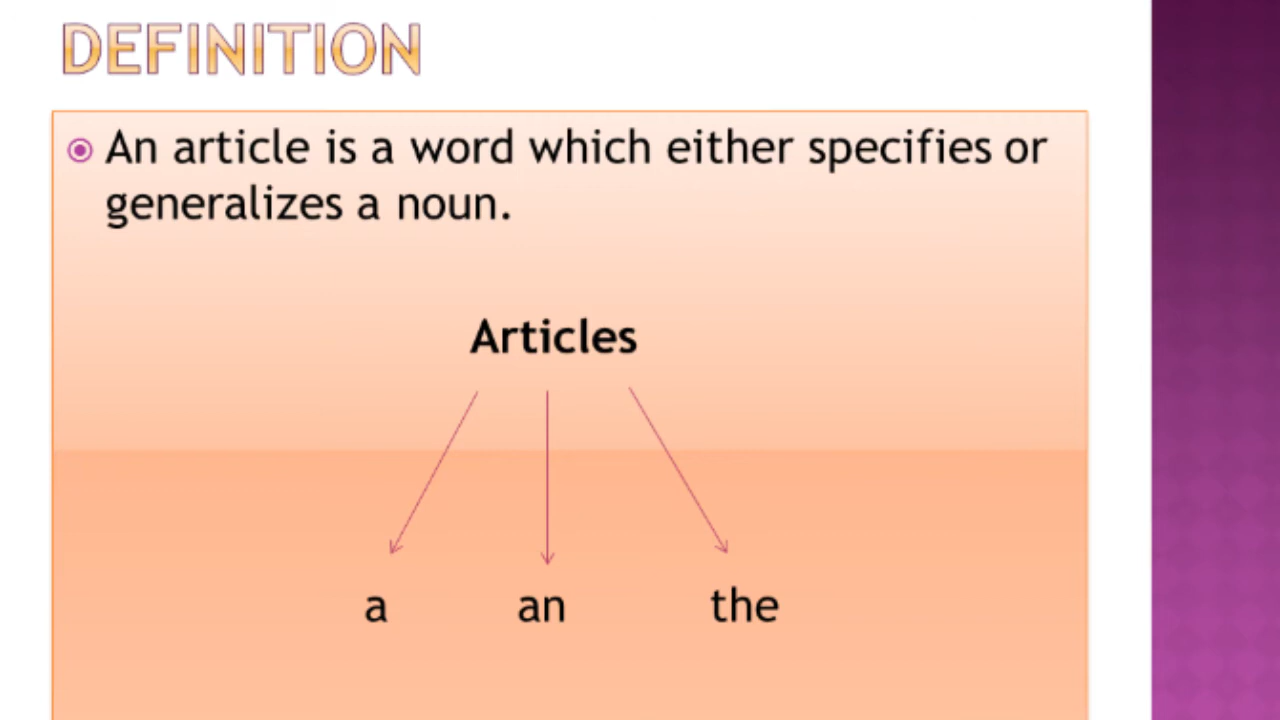 DEFINITION
An article is a word which either specifies or
generalizes a noun.
Articles
a an the